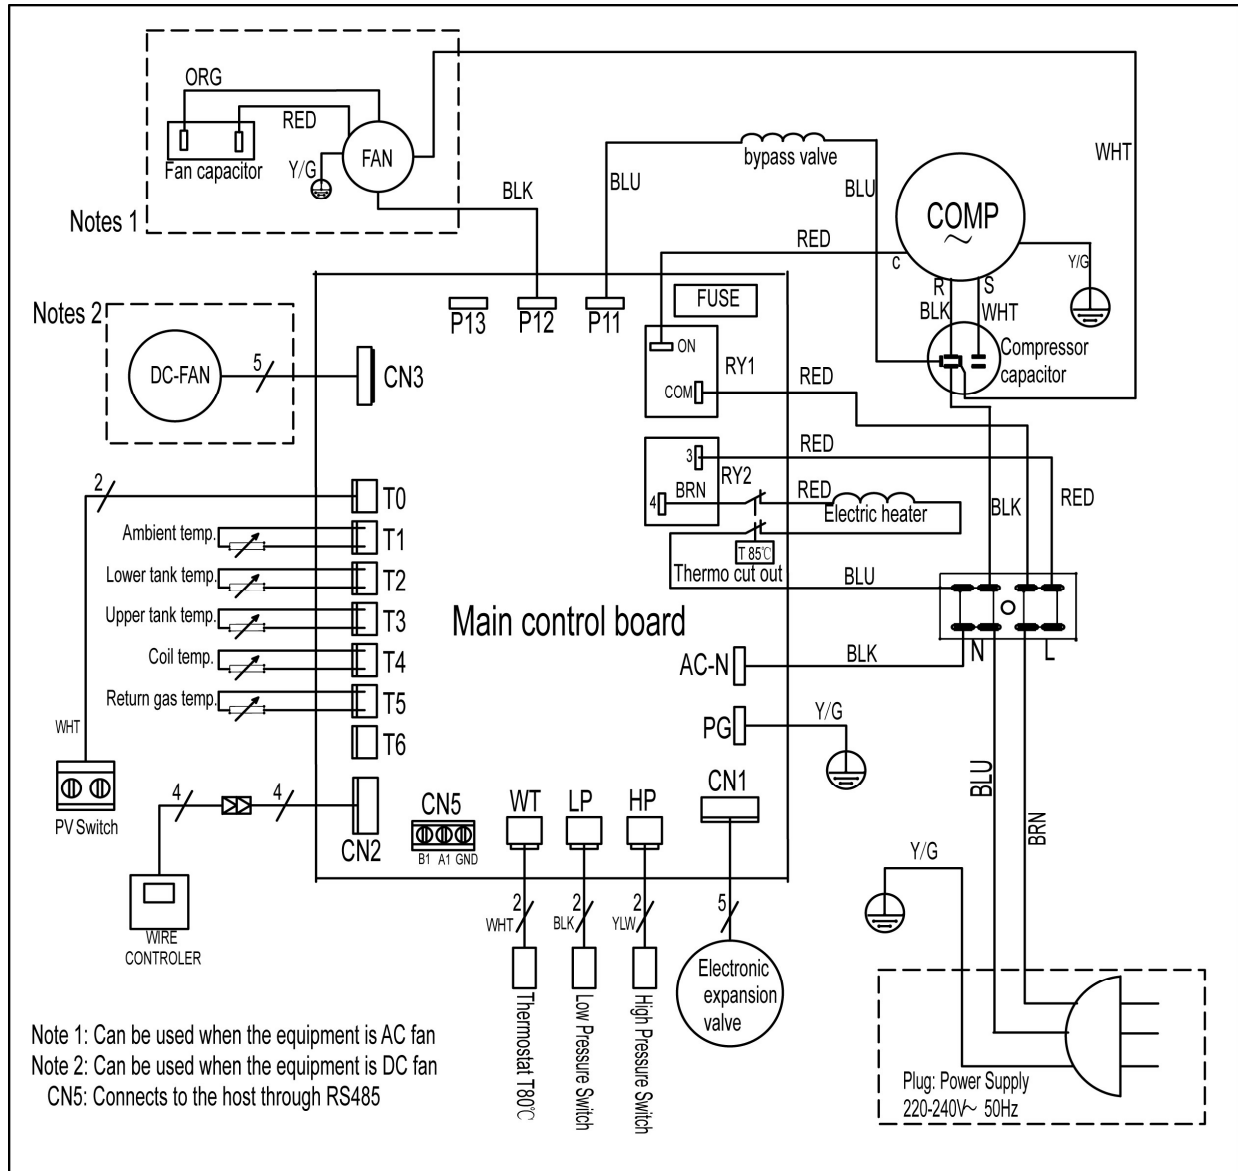 ORG
RED
FAN
Fan capacitor
Y/G
BLK
Notes 1
BLU
bypass valve
BLU
WHT
COMP
~
RED
C
Y/G
R
S
BLK
WHT
Compressor
capacitor
Notes 2
DC-FAN
5
CN3
P13
P12
P11
FUSE
ON
RY1
COM
RED
RED
3
RY2
4
BRN
RED
Electric heater
BLK
RED
T 85℃
Thermo cut out
BLU
2
T0
Ambient temp.
T1
Lower tank temp.
T2
Upper tank temp.
T3
Coil temp.
T4
Return gas temp.
T5
T6
Main control board
AC-N
BLK
N
L
PG
Y/G
WHT
PV Switch
4
4
CN2
CN5
B1 A1 GND
WT
LP
HP
CN1
BLU
BRN
Y/G
WIRE
CONTROLER
2
WHT
2
BLK
2
YLW
5
Thermostat T80℃
Low Pressure Switch
High Pressure Switch
Electronic
expansion
valve
Plug: Power Supply
220-240V~ 50Hz
Note 1: Can be used when the equipment is AC fan
Note 2: Can be used when the equipment is DC fan
CN5: Connects to the host through RS485